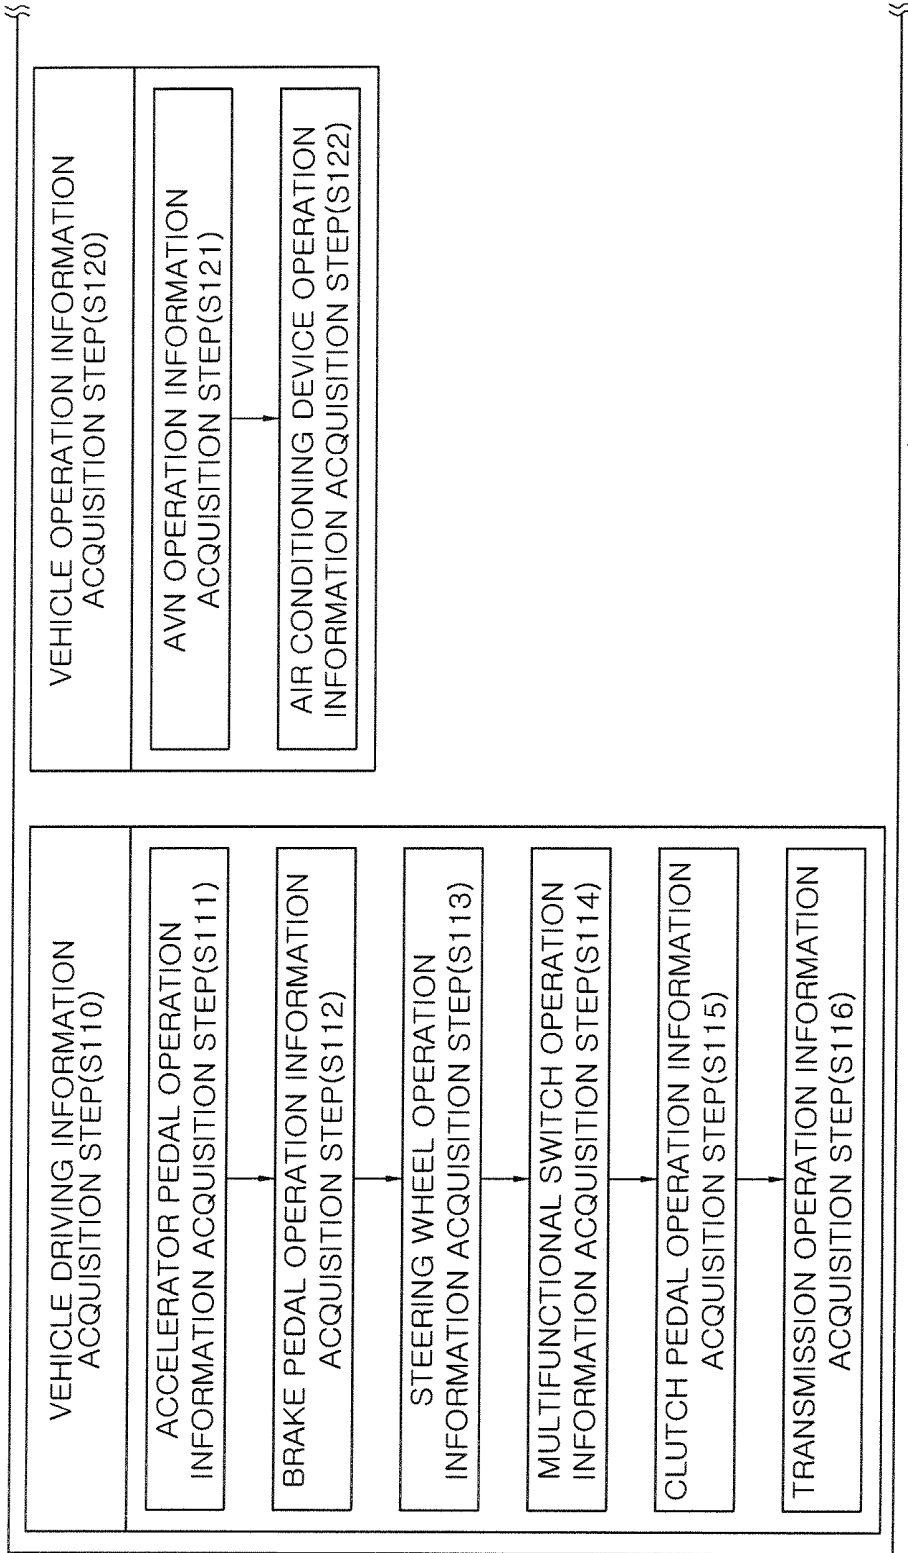 VEHICLE DRIVING INFORMATION
ACQUISITION STEP(S110)
ACCELERATOR PEDAL OPERATION
INFORMATION ACQUISITION STEP(S111)
BRAKE PEDAL OPERATION INFORMATION
ACQUISITION STEP(S112)
STEERING WHEEL OPERATION
INFORMATION ACQUISITION STEP(S113)
MULTIFUNCTIONAL SWITCH OPERATION
INFORMATION ACQUISITION STEP(S114)
CLUTCH PEDAL OPERATION INFORMATION
ACQUISITION STEP(S115)
TRANSMISSION OPERATION INFORMATION
ACQUISITION STEP(S116)
VEHICLE OPERATION INFORMATION
ACQUISITION STEP(S120)
AVN OPERATION INFORMATION
ACQUISITION STEP(S121)
AIR CONDITIONING DEVICE OPERATION
INFORMATION ACQUISITION STEP(S122)